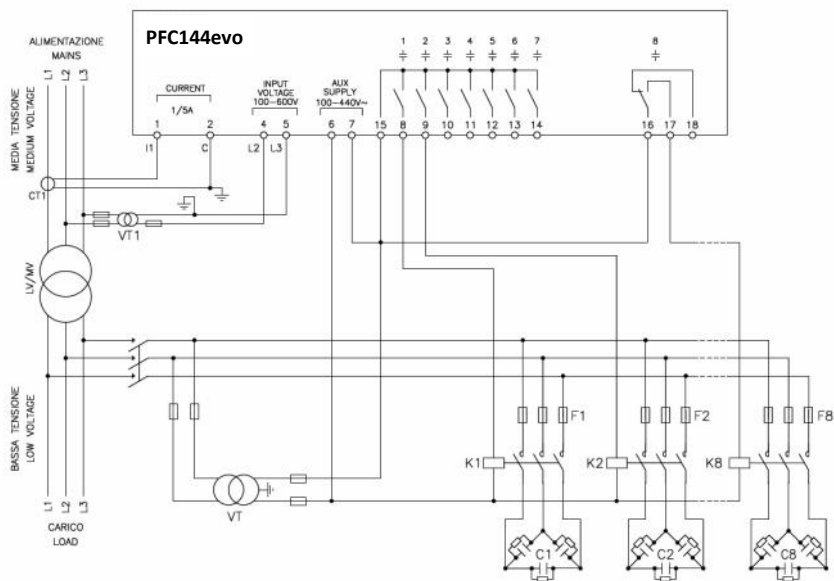 PFC144evo
ALIMENTAZIONE
MAINS
L1 L2 L3
CURRENT
1/5A
INPUT
VOLTAGE
100–600V
AUX
SUPPLY
100–440V~
1 2 3 4 5 6 7 8
1 2 4 5 6 7 15 8 9 10 11 12 13 14 16 17 18
I1 C L2 L3
MEDIA TENSIONE
MEDIUM VOLTAGE
CT1
VT1
LV/MV
BASSA TENSIONE
LOW VOLTAGE
F1 F2 F8
K1 K2 K8
VT
L1 L2 L3
CARICO
LOAD
C1 C2 C8